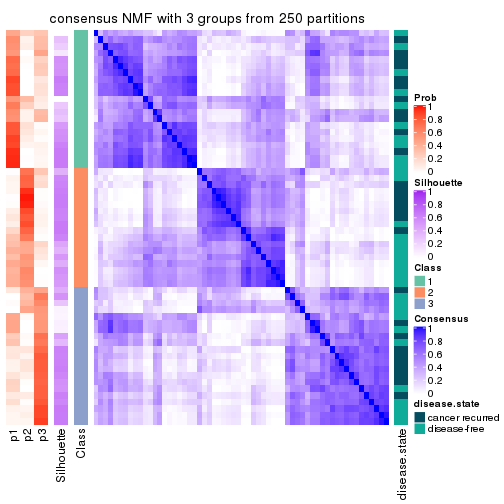 consensus NMF with 3 groups from 250 partitions
Prob
1
0.8
0.6
0.4
0.2
0
Silhouette
1
0.8
0.6
0.4
0.2
0
Class
1
2
3
Consensus
1
0.8
0.6
0.4
0.2
0
disease.state
cancer recurred
disease-free
p1
p2
p3
Silhouette
Class
disease.state